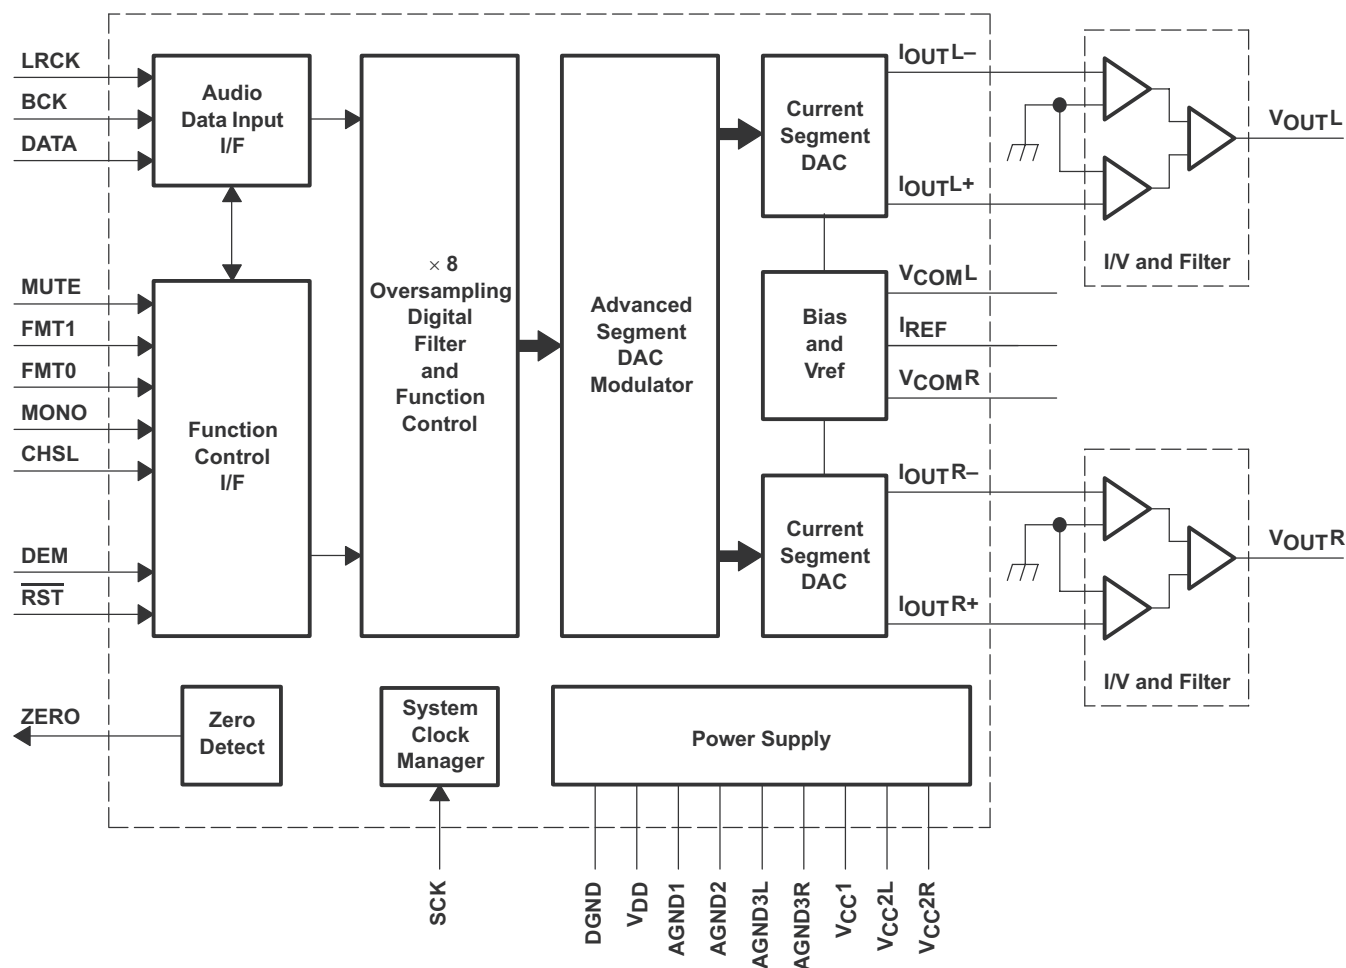 LRCK
BCK
DATA
Audio
Data Input
I/F
MUTE
FMT1
FMT0
MONO
CHSL
DEM
RST
Function
Control
I/F
× 8
Oversampling
Digital
Filter
and
Function
Control
Advanced
Segment
DAC
Modulator
Current
Segment
DAC
Bias
and
Vref
Current
Segment
DAC
IOUTL–
IOUTL+
VCOML
IREF
VCOMR
IOUTR–
IOUTR+
VOUTL
I/V and Filter
VOUTR
I/V and Filter
ZERO
Zero
Detect
System
Clock
Manager
Power Supply
SCK
DGND
VDD
AGND1
AGND2
AGND3L
AGND3R
VCC1
VCC2L
VCC2R